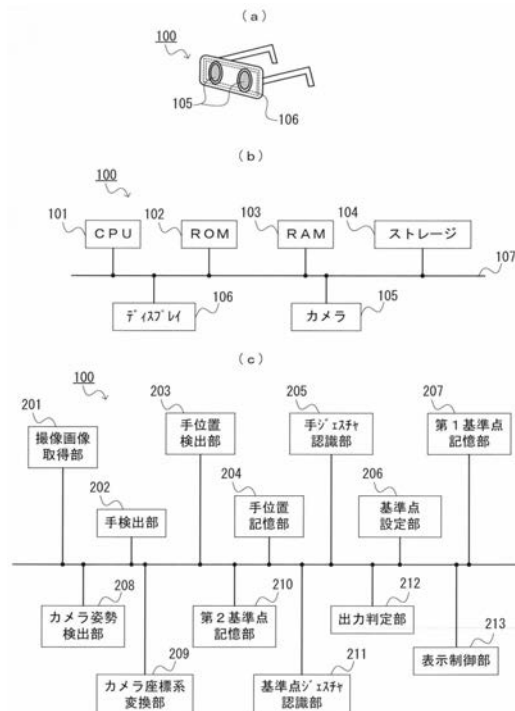 (a)
100
105
106
(b)
100
101
102
103
104
CPU
ROM
RAM
ストレージ
107
106
105
ディスプレイ
カメラ
(c)
100
201
203
205
207
撮像画像
取得部
手位置
検出部
手ジェスチャ
認識部
第1基準点
記憶部
202
204
206
手検出部
手位置
記憶部
基準点
設定部
208
210
212
カメラ姿勢
検出部
第2基準点
記憶部
出力判定部
213
209
211
表示制御部
カメラ座標系
変換部
基準点ジェスチャ
認識部